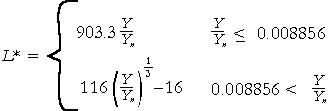 L* = { 903.3 Y/Yₙ    Y/Yₙ ≤ 0.008856
116 (Y/Yₙ)^(1/3) − 16    0.008856 < Y/Yₙ